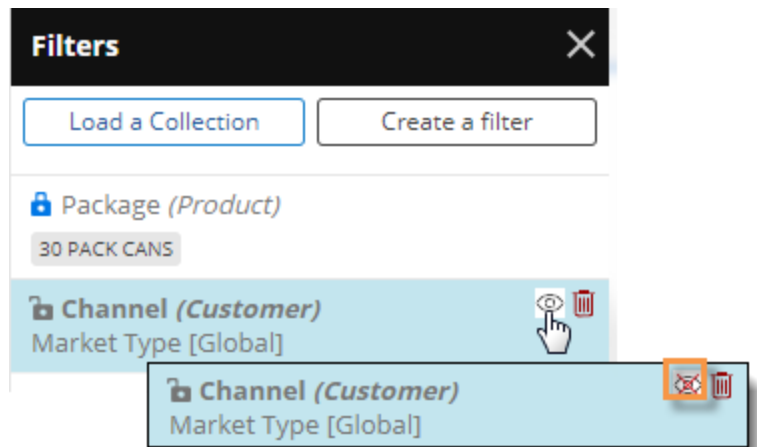 Filters
Load a Collection
Create a filter
Package (Product)
30 PACK CANS
Channel (Customer)
Market Type [Global]
Channel (Customer)
Market Type [Global]